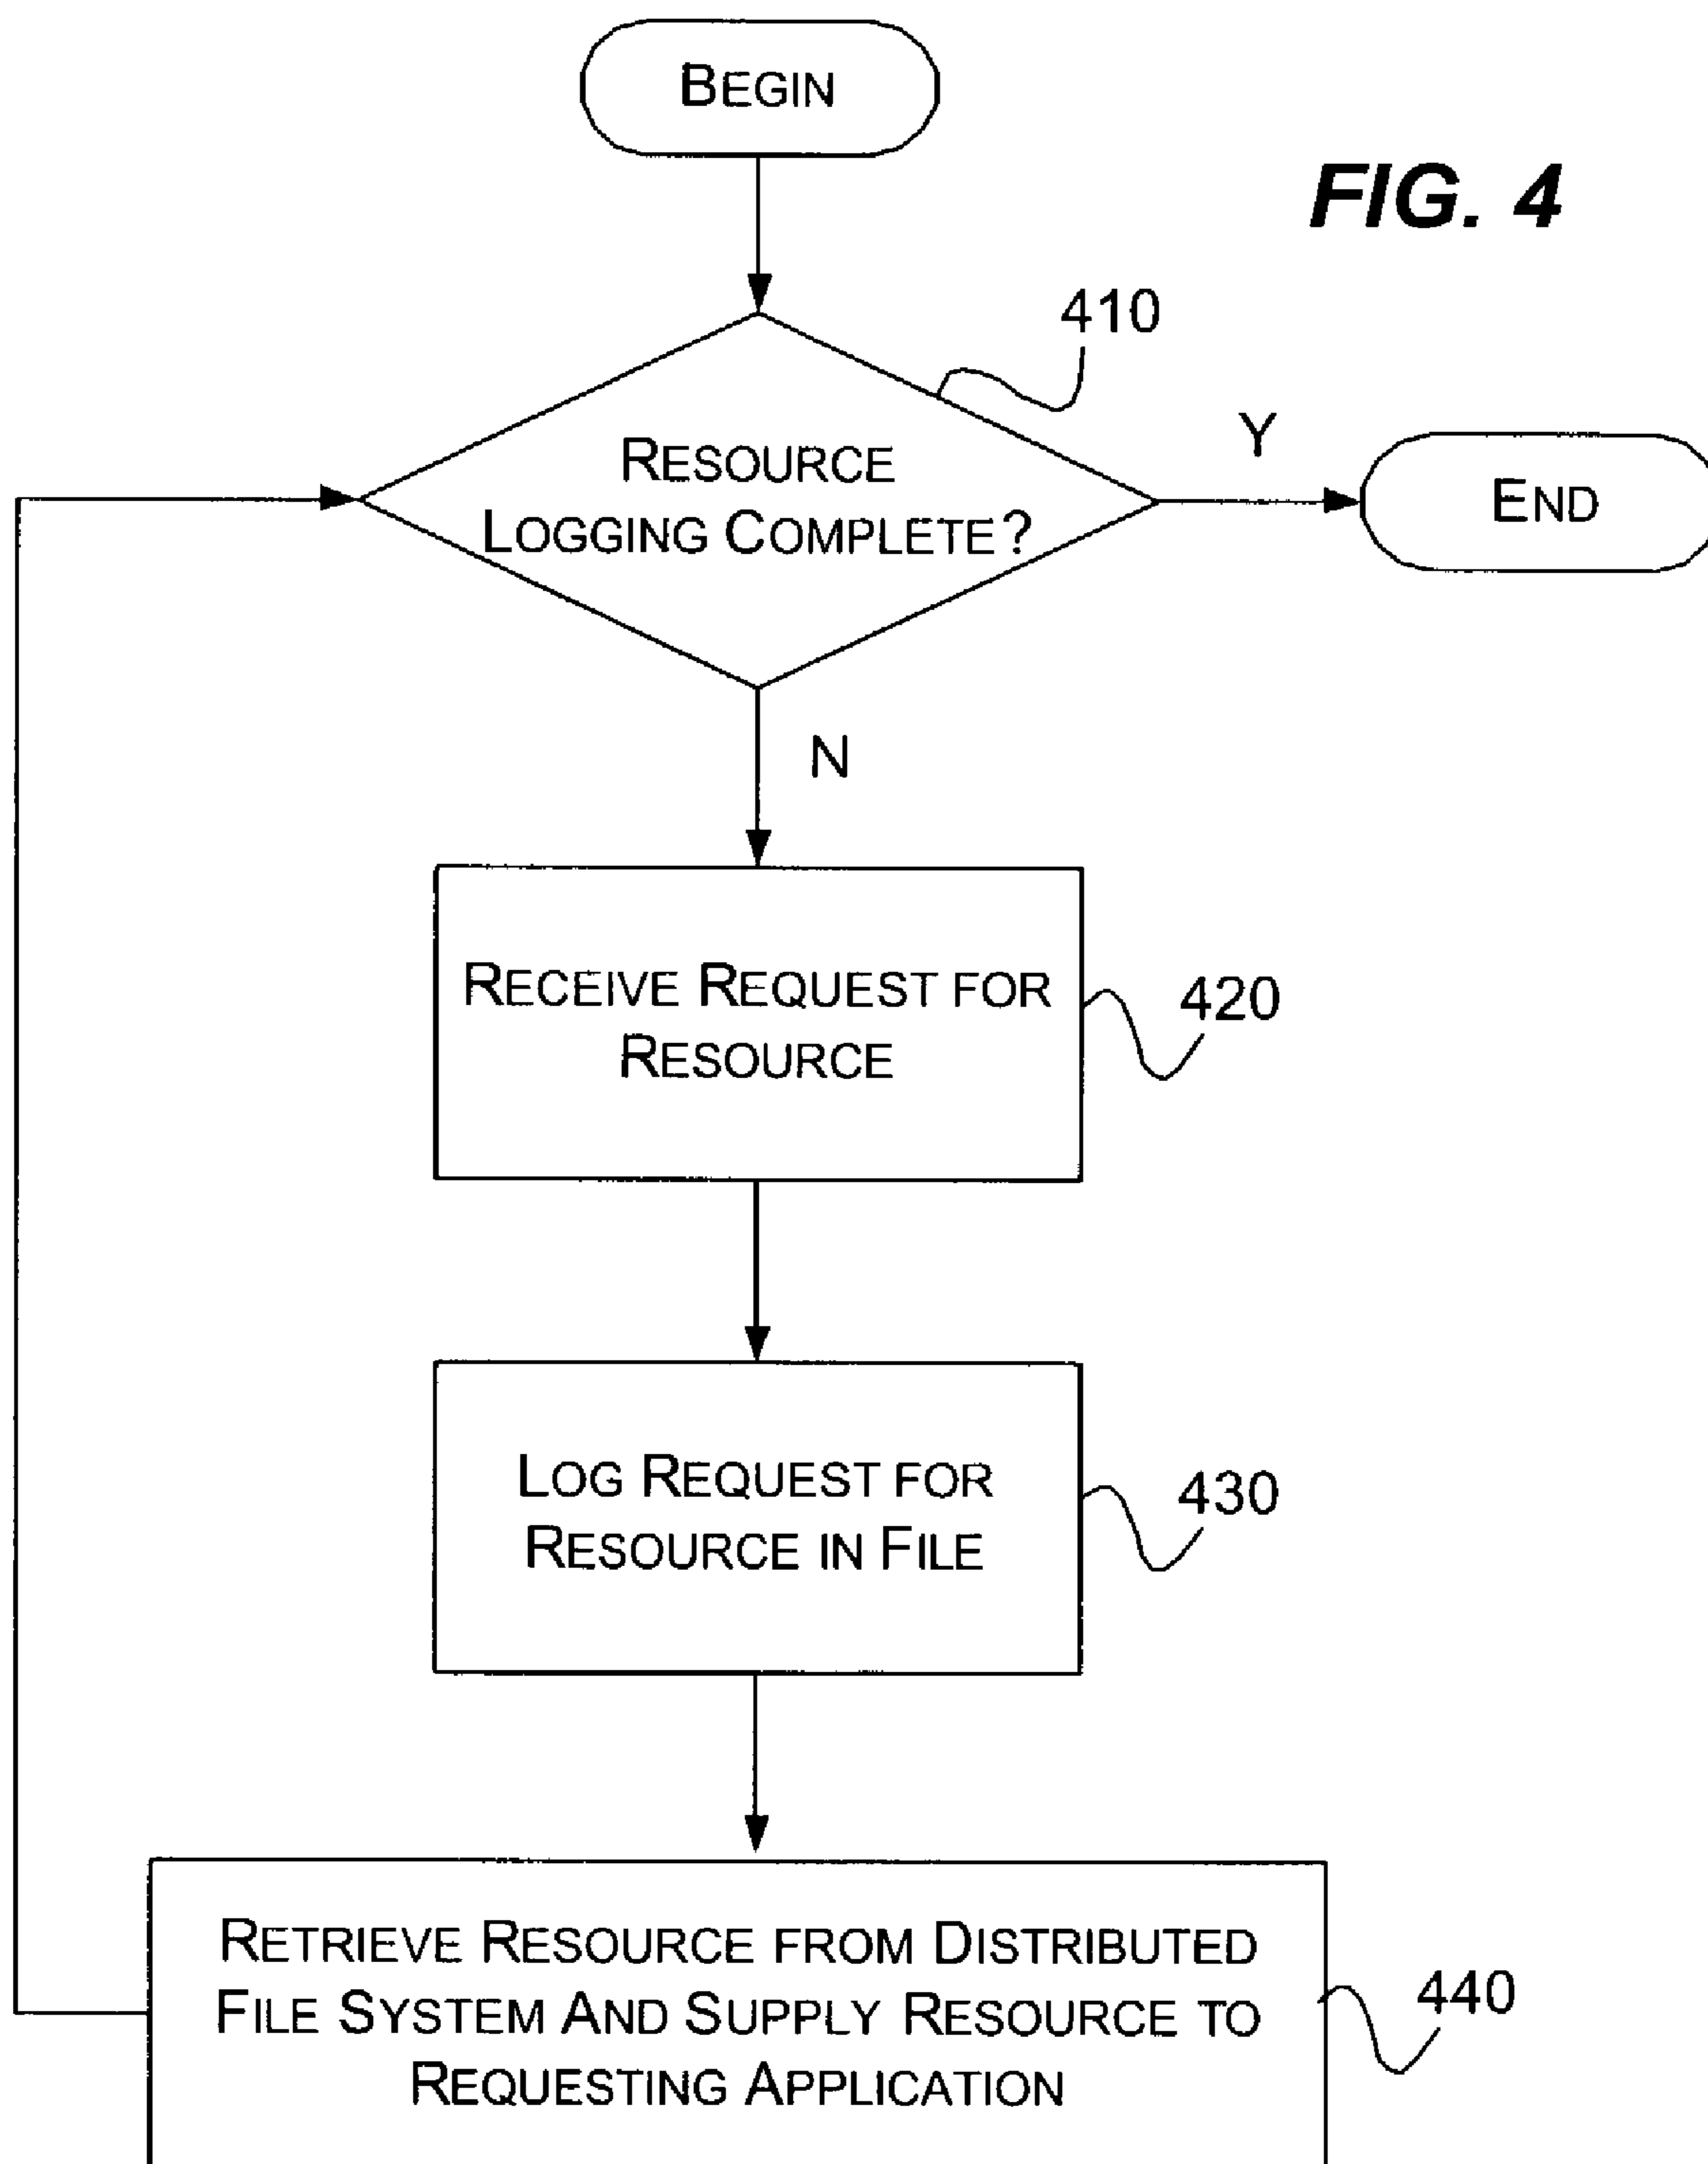 BEGIN
FIG. 4
410
RESOURCE
LOGGING COMPLETE?
Y
END
N
RECEIVE REQUEST FOR
RESOURCE
420
LOG REQUEST FOR
RESOURCE IN FILE
430
RETRIEVE RESOURCE FROM DISTRIBUTED
FILE SYSTEM AND SUPPLY RESOURCE TO
REQUESTING APPLICATION
440